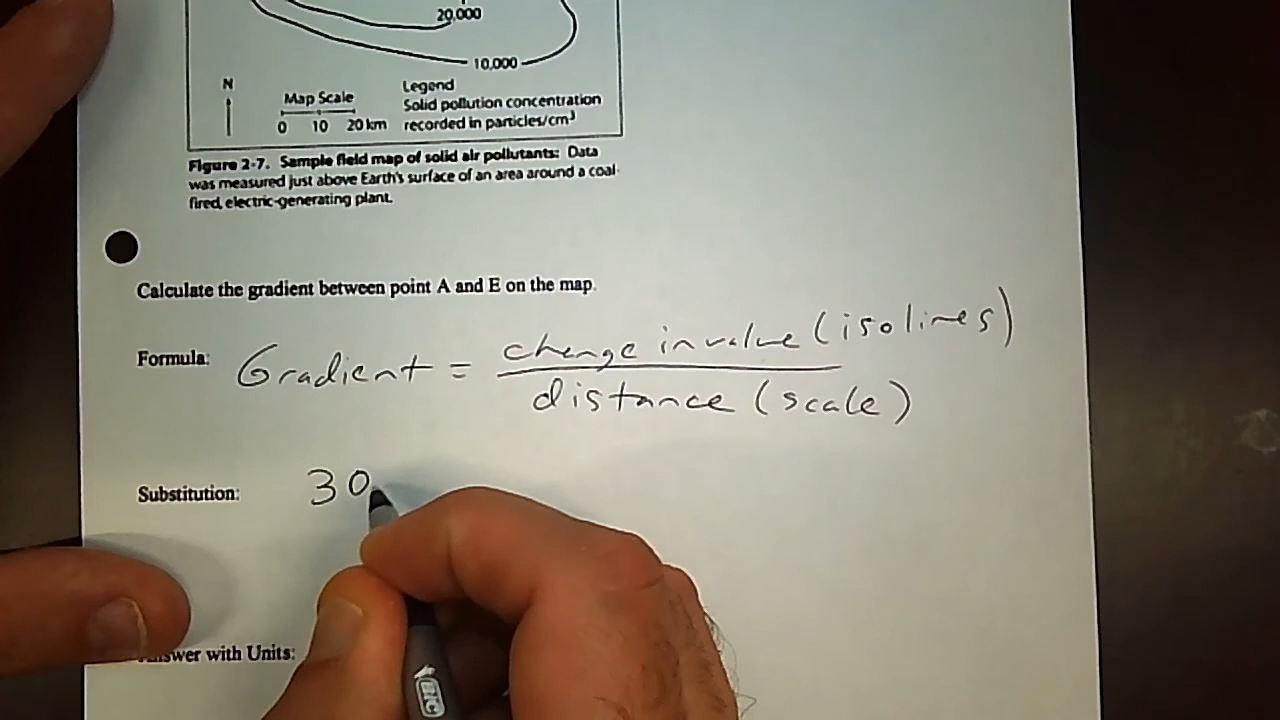 20,000
10,000
N
Map Scale
0 10 20 km
Legend
Solid pollution concentration
recorded in particles/cm³
Figure 2-7. Sample field map of solid air pollutants: Data
was measured just above Earth's surface of an area around a coal-
fired, electric-generating plant.
Calculate the gradient between point A and E on the map.
Formula: Gradient = change in value (isolines)
distance (scale)
Substitution: 30
Answer with Units:
BIC